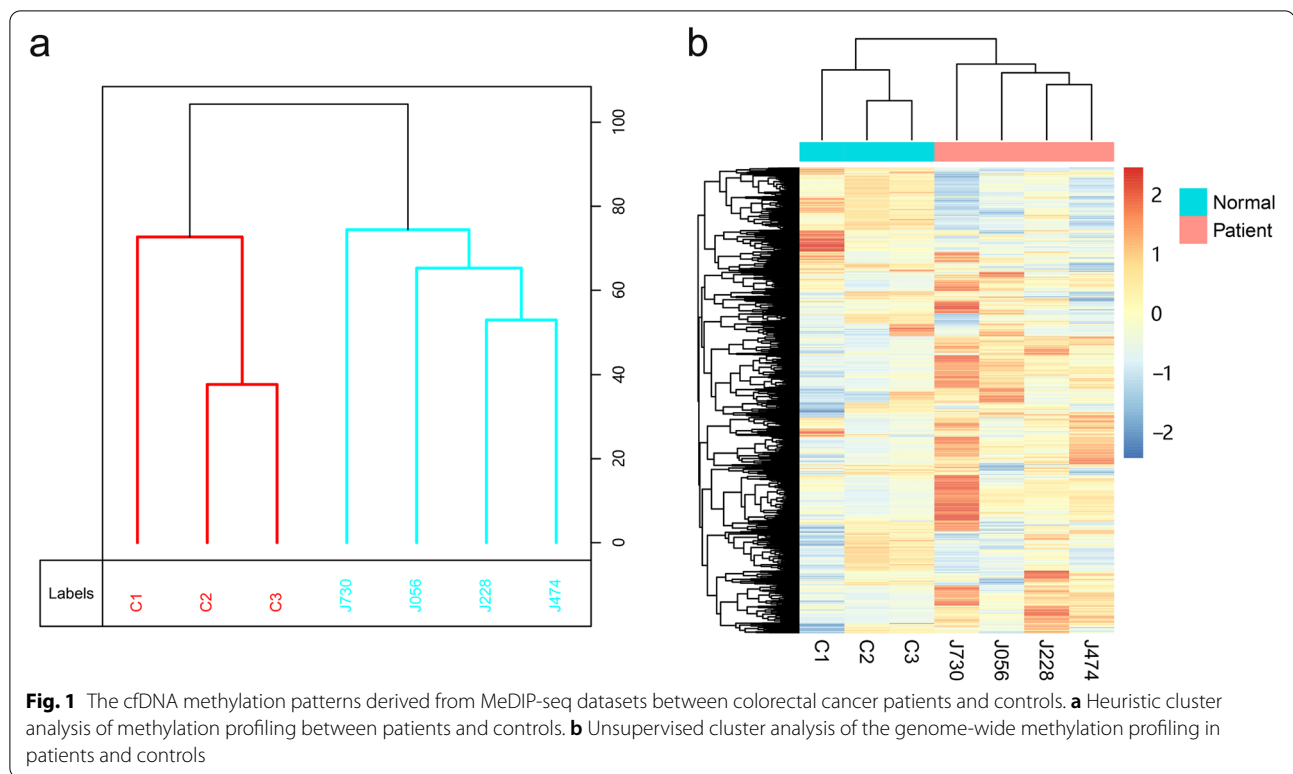 a
100
80
60
40
20
0
Labels
C1
C2
C3
J730
J056
J228
J474
b
2
1
0
−1
−2
Normal
Patient
C1
C2
C3
J730
J056
J228
J474
Fig. 1 The cfDNA methylation patterns derived from MeDIP-seq datasets between colorectal cancer patients and controls. a Heuristic cluster
analysis of methylation profiling between patients and controls. b Unsupervised cluster analysis of the genome-wide methylation profiling in
patients and controls